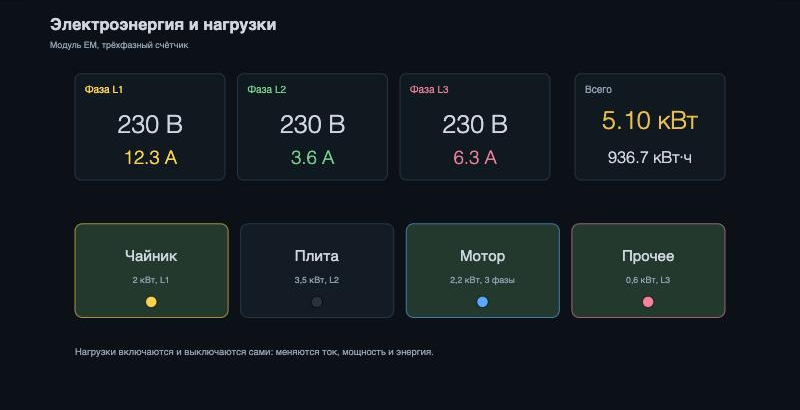 Электроэнергия и нагрузки
Модуль EM, трёхфазный счётчик
Фаза L1
230 В
12.3 А
Фаза L2
230 В
3.6 А
Фаза L3
230 В
6.3 А
Всего
5.10 кВт
936.7 кВт·ч
Чайник
2 кВт, L1
Плита
3,5 кВт, L2
Мотор
2,2 кВт, 3 фазы
Прочее
0,6 кВт, L3
Нагрузки включаются и выключаются сами: меняются ток, мощность и энергия.